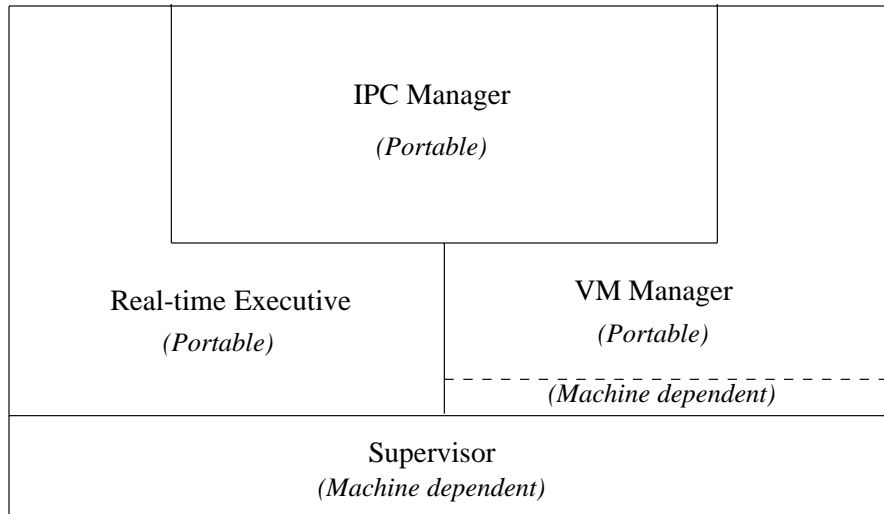 IPC Manager
(Portable)
Real-time Executive
(Portable)
VM Manager
(Portable)
(Machine dependent)
Supervisor
(Machine dependent)